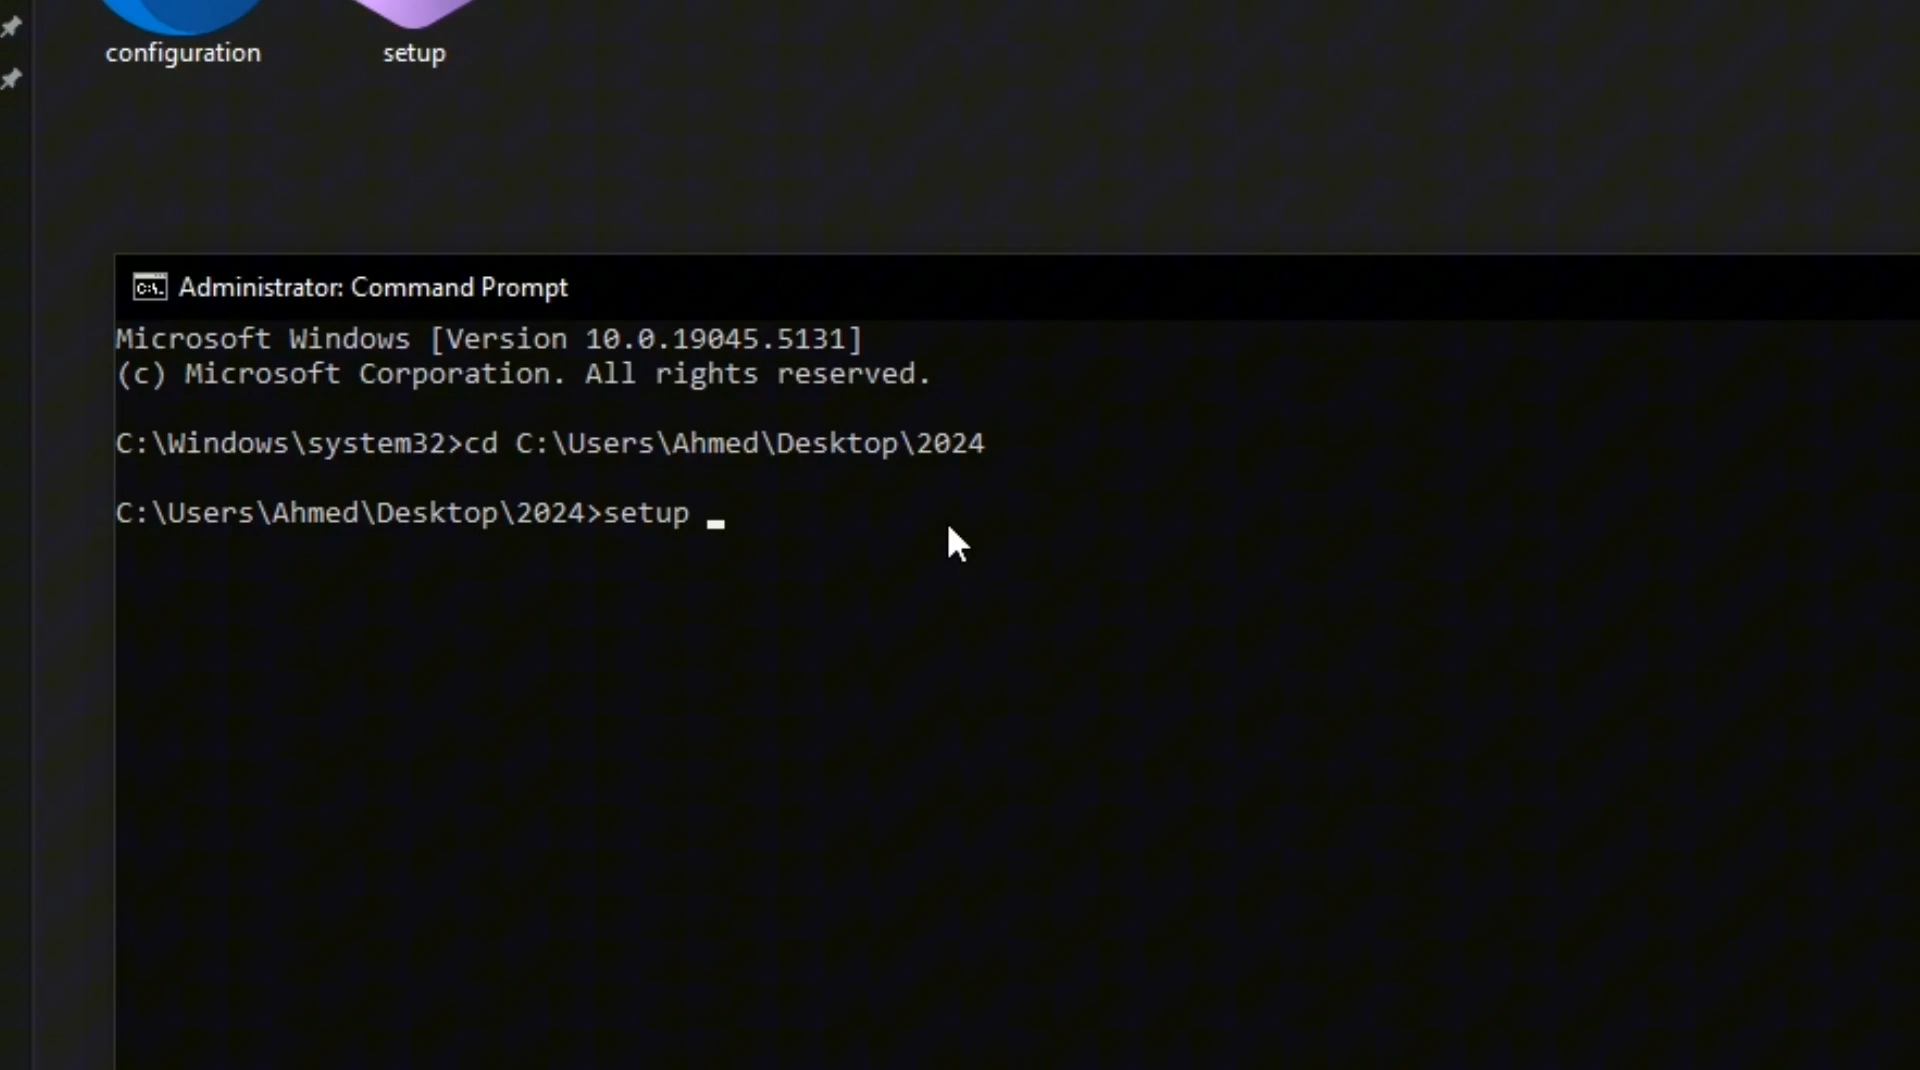 configuration
setup
Administrator: Command Prompt
Microsoft Windows [Version 10.0.19045.5131]
(c) Microsoft Corporation. All rights reserved.
C:\Windows\system32>cd C:\Users\Ahmed\Desktop\2024
C:\Users\Ahmed\Desktop\2024>setup